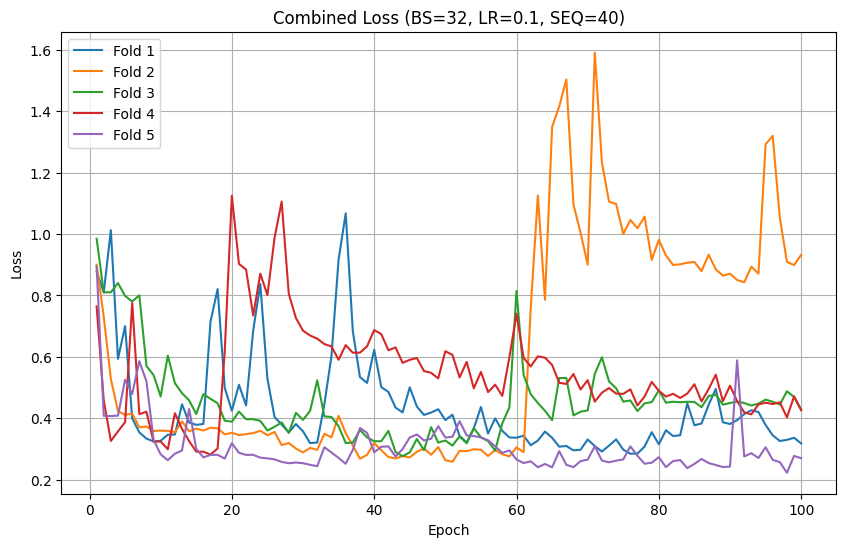 Combined Loss (BS=32, LR=0.1, SEQ=40)
Fold 1
Fold 2
Fold 3
Fold 4
Fold 5
Loss
1.6
1.4
1.2
1.0
0.8
0.6
0.4
0.2
0 20 40 60 80 100
Epoch